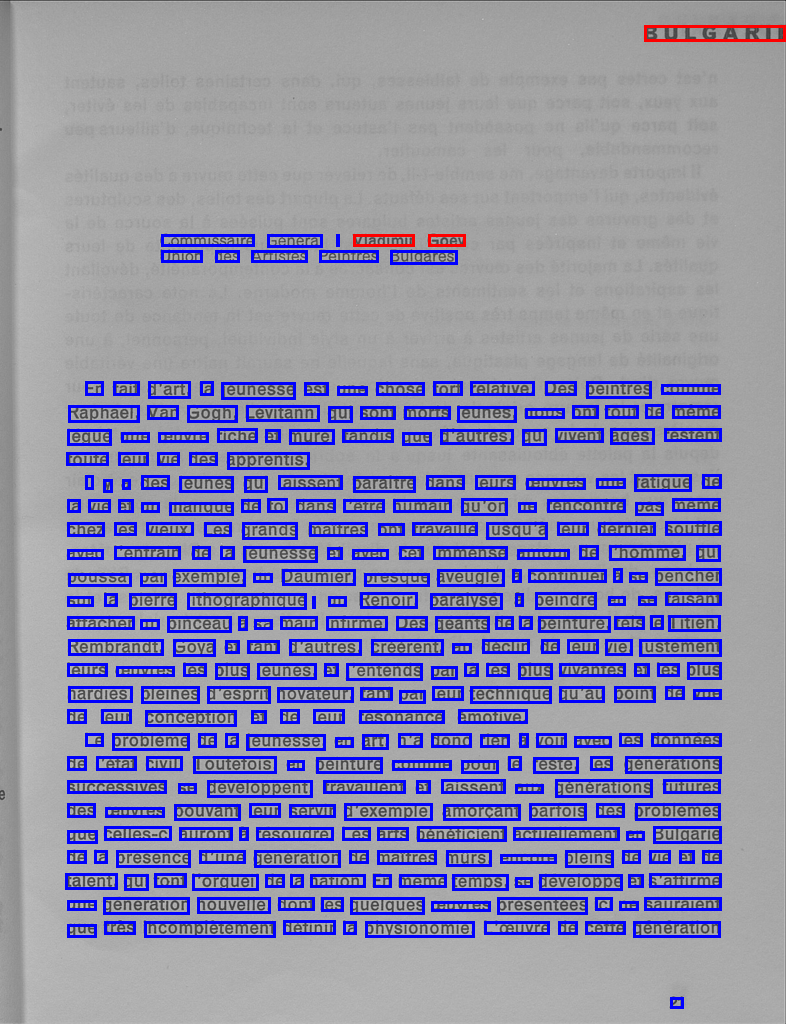 BULGARIE
Commissaire Général : Vladimir Goev
Union des Artistes Peintres Bulgares
En fait d'art, la jeunesse est une chose fort relative. Des peintres comme
Raphaël, Van Gogh, Lévitann qui sont morts jeunes, nous ont tout de même
légué une œuvre riche et mûre, tandis que d'autres, qui vivent âgés, restent
toute leur vie des apprentis.
Il y a des jeunes qui laissent paraître dans leurs œuvres une fatigue de
la vie et un manque de foi dans l'être humain qu'on ne rencontre pas même
chez les vieux. Les grands maîtres ont travaillé jusqu'à leur dernier souffle
avec l'entrain de la jeunesse et avec cet immense amour de l'homme, qui
poussa par exemple, un Daumier, presque aveugle, à continuer à se pencher
sur la pierre lithographique, un Renoir, paralysé, à peindre en se faisant
attacher un pinceau à sa main infirme. Des géants de la peinture, tels le Titien,
Rembrandt, Goya et tant d'autres, créèrent, au déclin de leur vie, justement
leurs œuvres les plus jeunes et j'entends par là les plus vivantes et les plus
hardies, pleines d'esprit novateur, tant par leur technique qu'au point de vue
de leur conception et de leur résonance émotive.
Le problème de la jeunesse en art, n'a donc rien à voir avec les données
de l'état civil. Toutefois, en peinture comme pour le reste, les générations
successives se développent, travaillent et laissent aux générations futures
des œuvres pouvant leur servir d'exemple, amorçant parfois des problèmes
que celles-ci auront à résoudre. Les arts bénéficient actuellement en Bulgarie
de la présence d'une génération de maîtres mûrs, encore pleins de vie et de
talent, qui font l'orgueil de la nation. En même temps, se développe et s'affirme
une génération nouvelle, dont les quelques œuvres présentées ici ne sauraient
que très incomplètement définir la physionomie. L'œuvre de cette génération